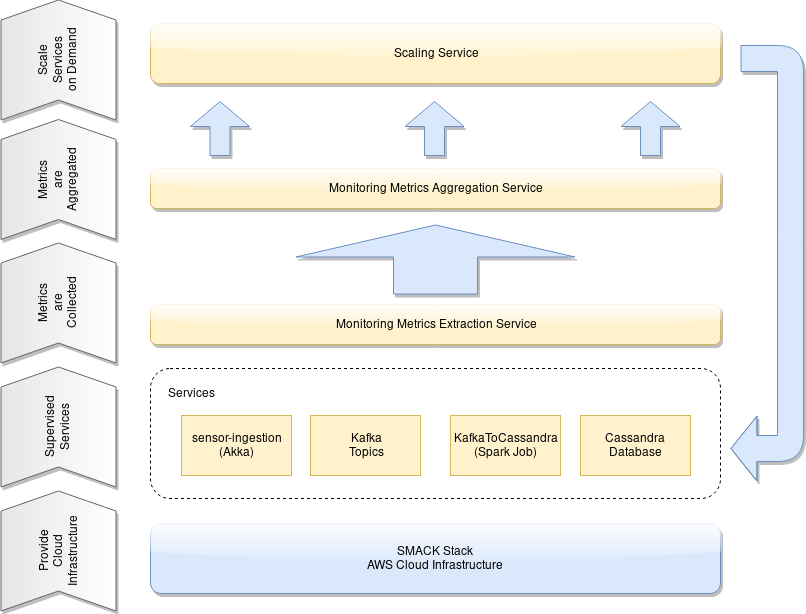 Scale
Services
on Demand
Scaling Service
Metrics
are
Aggregated
Monitoring Metrics Aggregation Service
Metrics
are
Collected
Monitoring Metrics Extraction Service
Supervised
Services
Services
sensor-ingestion
(Akka)
Kafka
Topics
KafkaToCassandra
(Spark Job)
Cassandra
Database
Provide
Cloud
Infrastructure
SMACK Stack
AWS Cloud Infrastructure